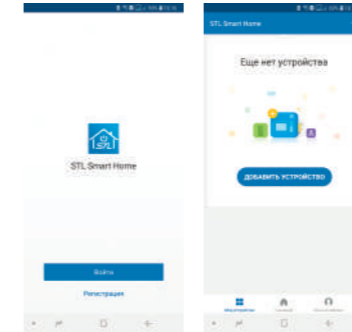 STL Smart Home
Войти
Регистрация
STL Smart Home
Еще нет устройства
ДОБАВИТЬ УСТРОЙСТВО